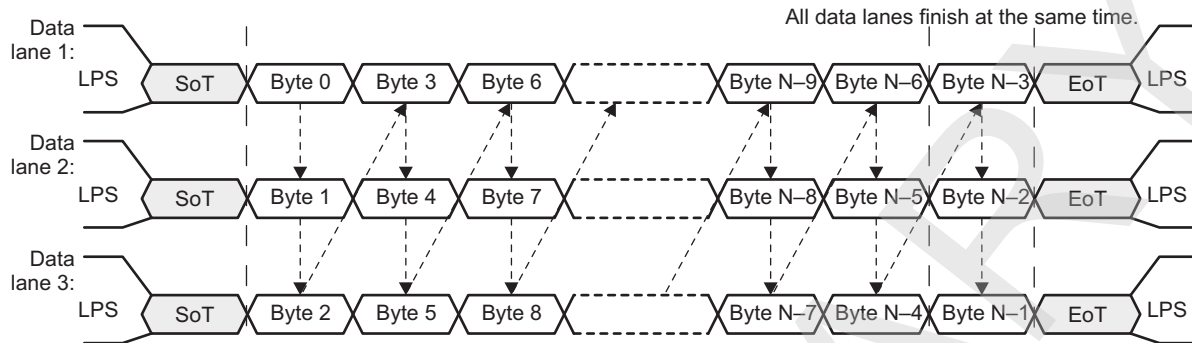 All data lanes finish at the same time.
Data
lane 1:
LPS SoT Byte 0 Byte 3 Byte 6 Byte N–9 Byte N–6 Byte N–3 EoT LPS
Data
lane 2:
LPS SoT Byte 1 Byte 4 Byte 7 Byte N–8 Byte N–5 Byte N–2 EoT LPS
Data
lane 3:
LPS SoT Byte 2 Byte 5 Byte 8 Byte N–7 Byte N–4 Byte N–1 EoT LPS